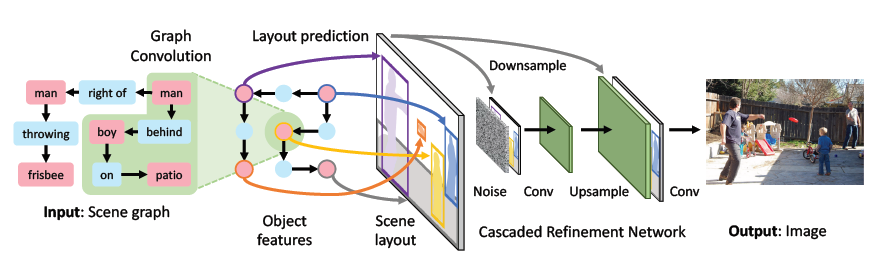 Graph
Convolution
Layout prediction
Downsample
man
right of
man
throwing
boy
behind
frisbee
on
patio
Input: Scene graph
Object
features
Scene
layout
Noise
Conv
Upsample
Conv
Cascaded Refinement Network
Output: Image